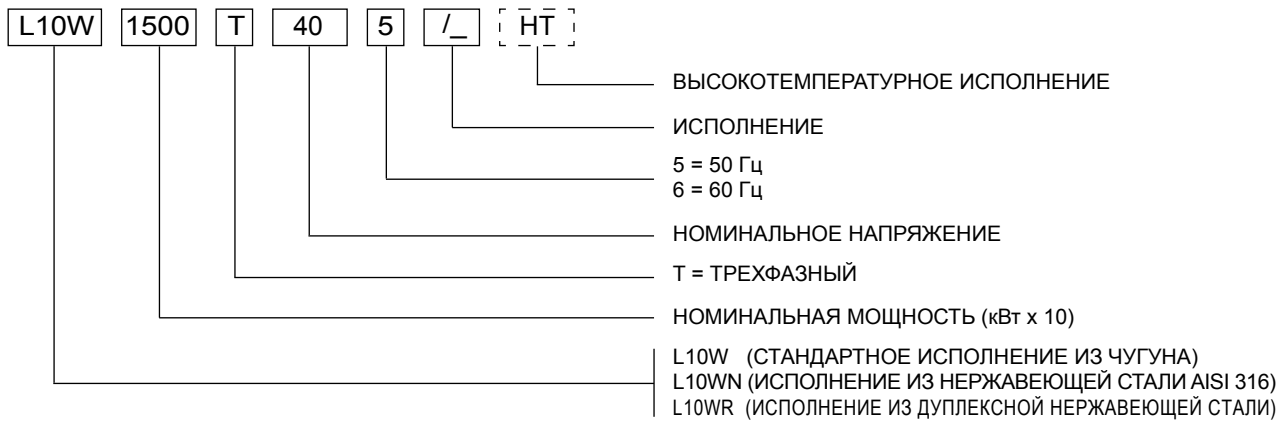 L10W 1500 T 40 5 /_ HT
ВЫСОКОТЕМПЕРАТУРНОЕ ИСПОЛНЕНИЕ
ИСПОЛНЕНИЕ
5 = 50 Гц
6 = 60 Гц
НОМИНАЛЬНОЕ НАПРЯЖЕНИЕ
T = ТРЕХФАЗНЫЙ
НОМИНАЛЬНАЯ МОЩНОСТЬ (кВт x 10)
L10W (СТАНДАРТНОЕ ИСПОЛНЕНИЕ ИЗ ЧУГУНА)
L10WN (ИСПОЛНЕНИЕ ИЗ НЕРЖАВЕЮЩЕЙ СТАЛИ AISI 316)
L10WR (ИСПОЛНЕНИЕ ИЗ ДУПЛЕКСНОЙ НЕРЖАВЕЮЩЕЙ СТАЛИ)